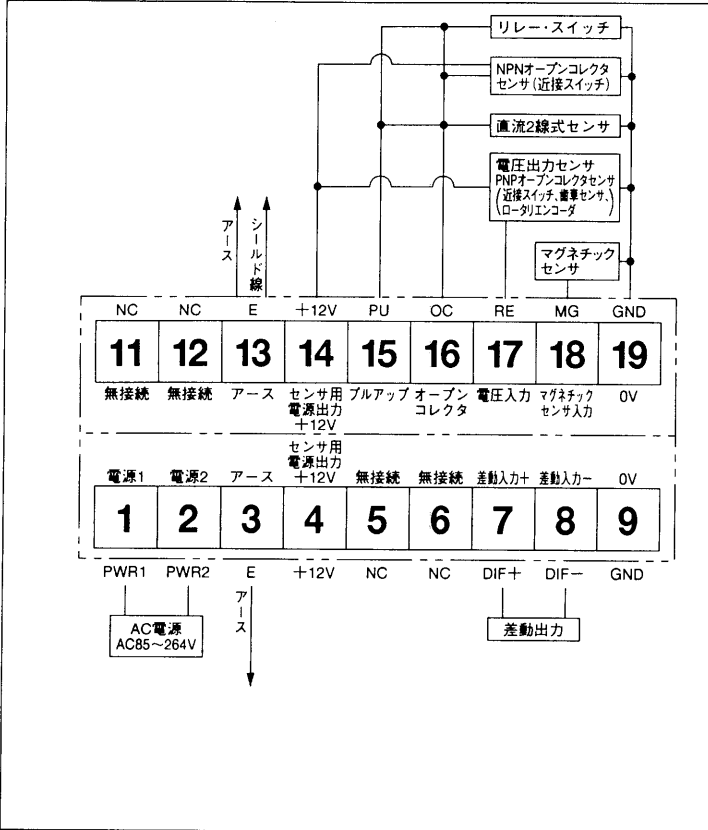 リレー・スイッチ
NPNオープンコレクタ
センサ(近接スイッチ)
直流2線式センサ
電圧出力センサ
PNPオープンコレクタセンサ
(近接スイッチ、歯車センサ、
ロータリエンコーダ)
マグネチック
センサ
アース
シールド線
NC NC E +12V PU OC RE MG GND
11 12 13 14 15 16 17 18 19
無接続 無接続 アース センサ用 プルアップ オープン 電圧入力 マグネチック 0V
電源出力 コレクタ センサ入力
+12V
センサ用
電源出力
電源1 電源2 アース +12V 無接続 無接続 差動入力+ 差動入力− 0V
1 2 3 4 5 6 7 8 9
PWR1 PWR2 E +12V NC NC DIF+ DIF− GND
アース
AC電源
AC85~264V
差動出力